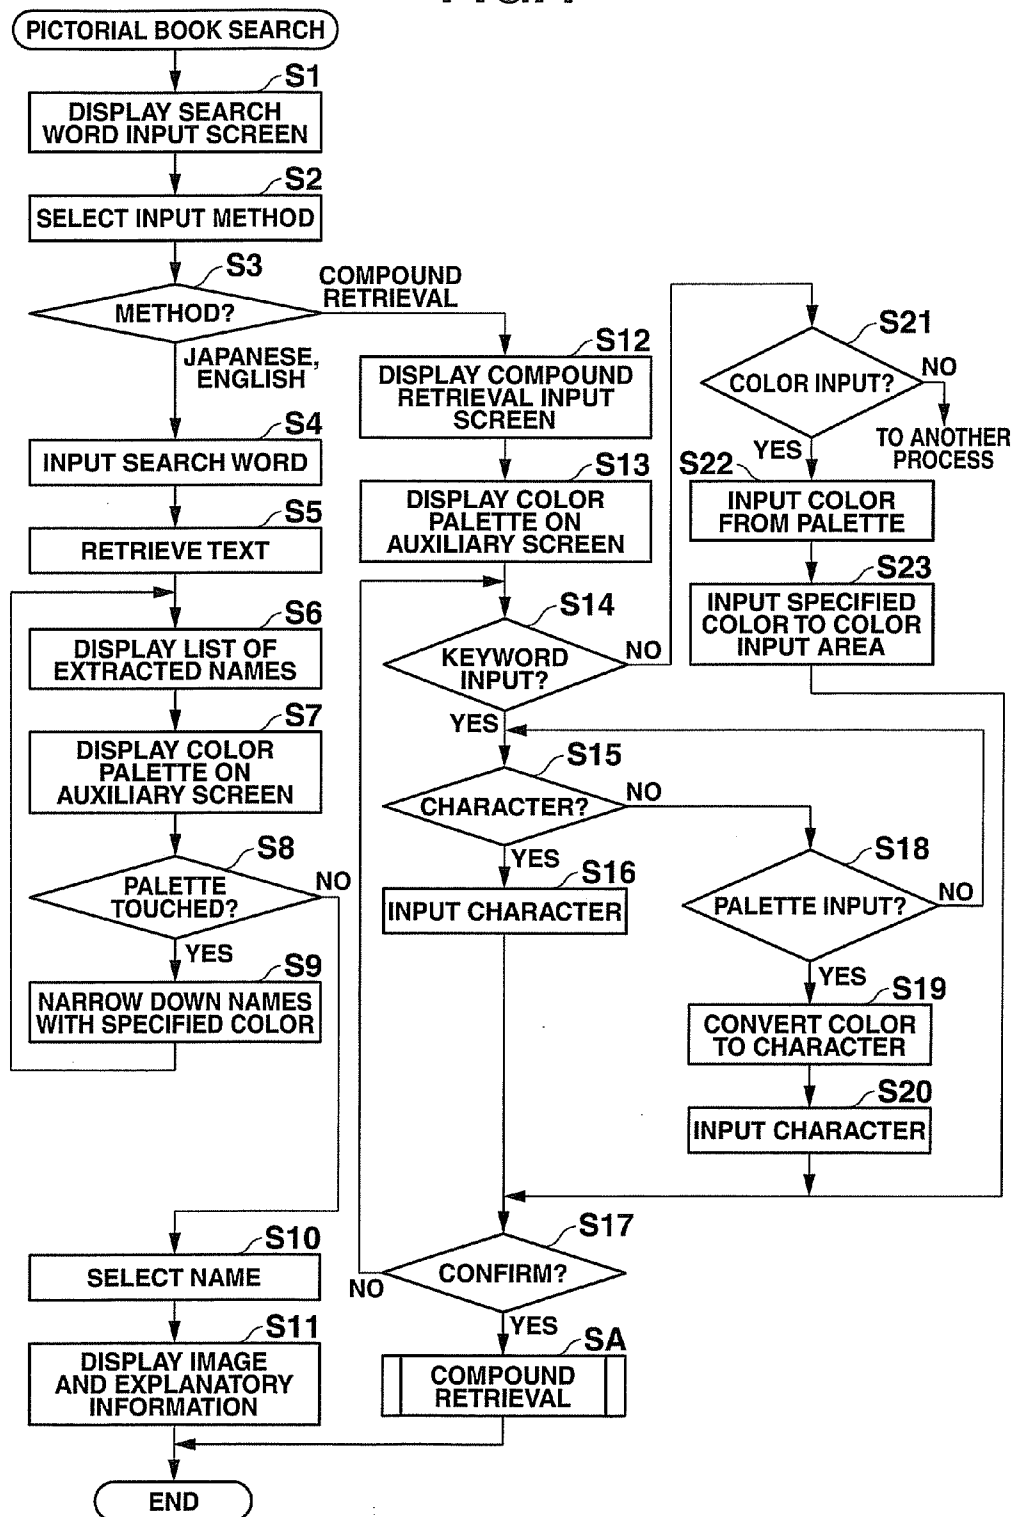 PICTORIAL BOOK SEARCH
S1
DISPLAY SEARCH
WORD INPUT SCREEN
S2
SELECT INPUT METHOD
S3
METHOD?
COMPOUND
RETRIEVAL
JAPANESE,
ENGLISH
S4
INPUT SEARCH WORD
S5
RETRIEVE TEXT
S6
DISPLAY LIST OF
EXTRACTED NAMES
S7
DISPLAY COLOR
PALETTE ON
AUXILIARY SCREEN
S8
PALETTE
TOUCHED?
NO
YES
S9
NARROW DOWN NAMES
WITH SPECIFIED COLOR
S10
SELECT NAME
S11
DISPLAY IMAGE
AND EXPLANATORY
INFORMATION
END
S12
DISPLAY COMPOUND
RETRIEVAL INPUT
SCREEN
S13
DISPLAY COLOR
PALETTE ON
AUXILIARY SCREEN
S14
KEYWORD
INPUT?
NO
YES
S15
CHARACTER?
NO
YES
S16
INPUT CHARACTER
S17
CONFIRM?
NO
YES
SA
COMPOUND
RETRIEVAL
S21
COLOR INPUT?
NO
TO ANOTHER
PROCESS
YES
S22
INPUT COLOR
FROM PALETTE
S23
INPUT SPECIFIED
COLOR TO COLOR
INPUT AREA
S18
PALETTE INPUT?
NO
YES
S19
CONVERT COLOR
TO CHARACTER
S20
INPUT CHARACTER